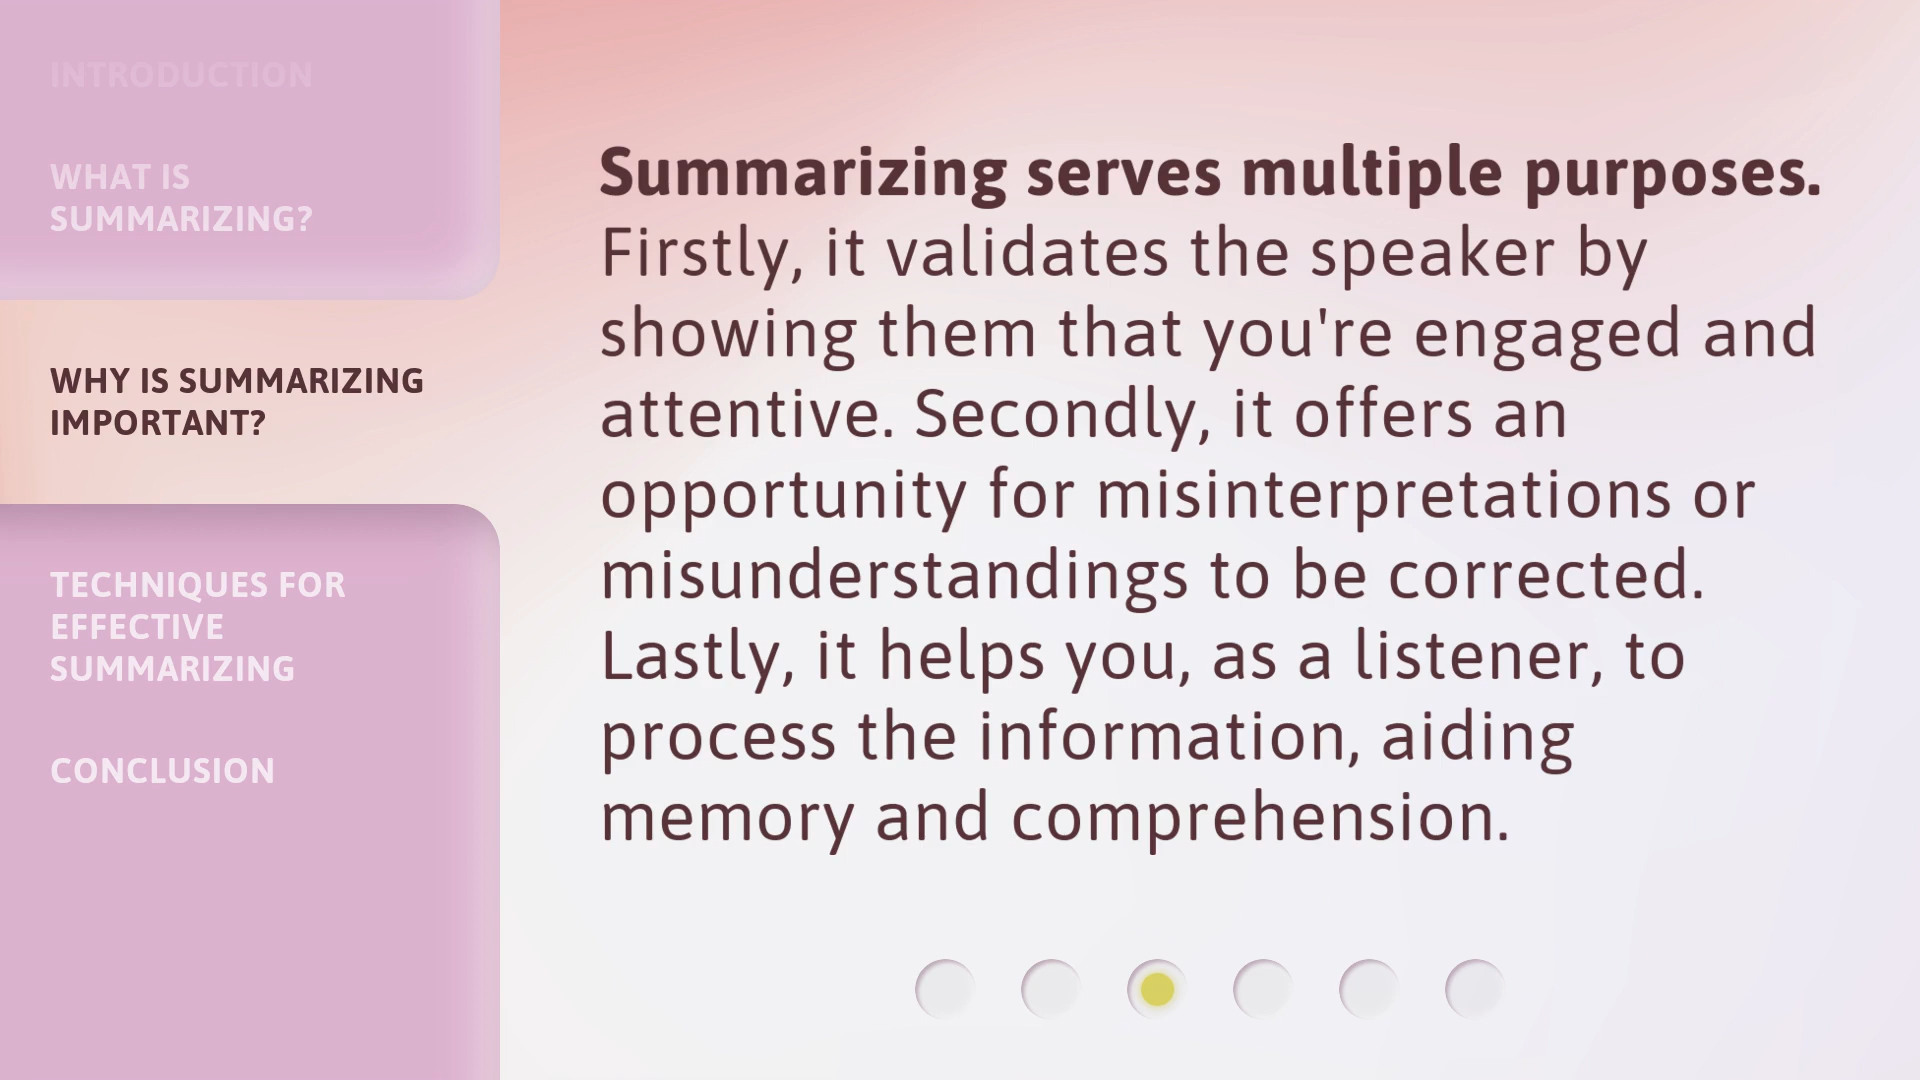 INTRODUCTION
WHAT IS
SUMMARIZING?
WHY IS SUMMARIZING
IMPORTANT?
TECHNIQUES FOR
EFFECTIVE
SUMMARIZING
CONCLUSION
Summarizing serves multiple purposes.
Firstly, it validates the speaker by
showing them that you're engaged and
attentive. Secondly, it offers an
opportunity for misinterpretations or
misunderstandings to be corrected.
Lastly, it helps you, as a listener, to
process the information, aiding
memory and comprehension.